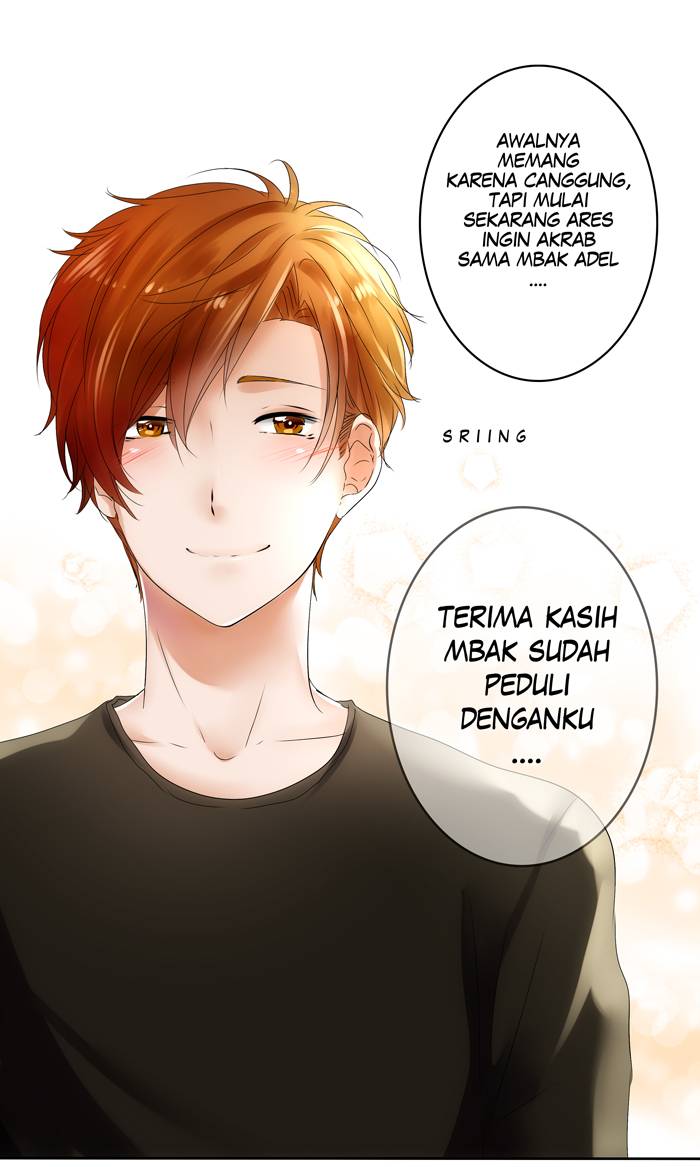 AWALNYA
MEMANG
KARENA CANGGUNG,
TAPI MULAI
SEKARANG ARES
INGIN AKRAB
SAMA MBAK ADEL
....
SRIING
TERIMA KASIH
MBAK SUDAH
PEDULI
DENGANKU
....